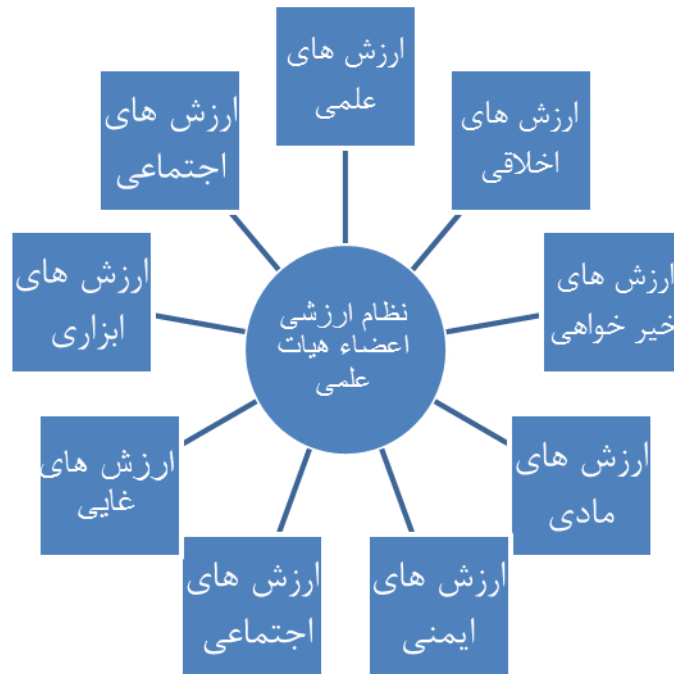 ارزش های
علمی
ارزش های
اخلاقی
ارزش های
خیر خواهی
ارزش های
مادی
ارزش های
ایمنی
ارزش های
اجتماعی
ارزش های
غایی
ارزش های
ابزاری
ارزش های
اجتماعی
نظام ارزشی
اعضاء هیات
علمی